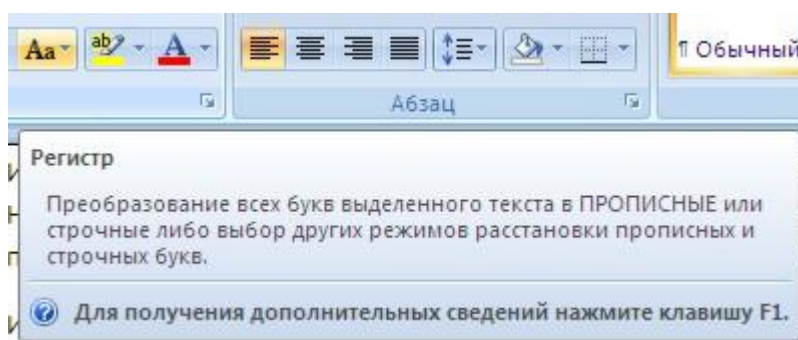 Aa ab A
¶ Обычный
Абзац
Регистр
Преобразование всех букв выделенного текста в ПРОПИСНЫЕ или
строчные либо выбор других режимов расстановки прописных и
строчных букв.
Для получения дополнительных сведений нажмите клавишу F1.